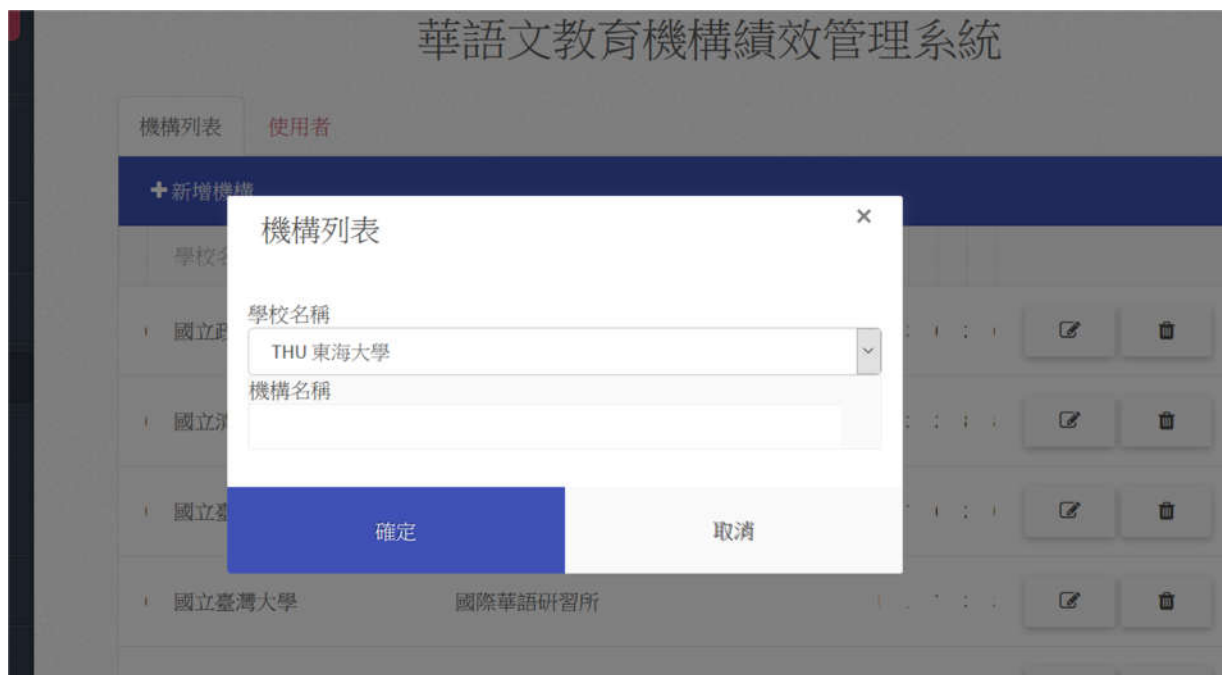 華語文教育機構績效管理系統
機構列表 使用者
新增機構
機構列表 ×
學校名稱
THU 東海大學
機構名稱
確定 取消
國立臺灣大學 國際華語研習所